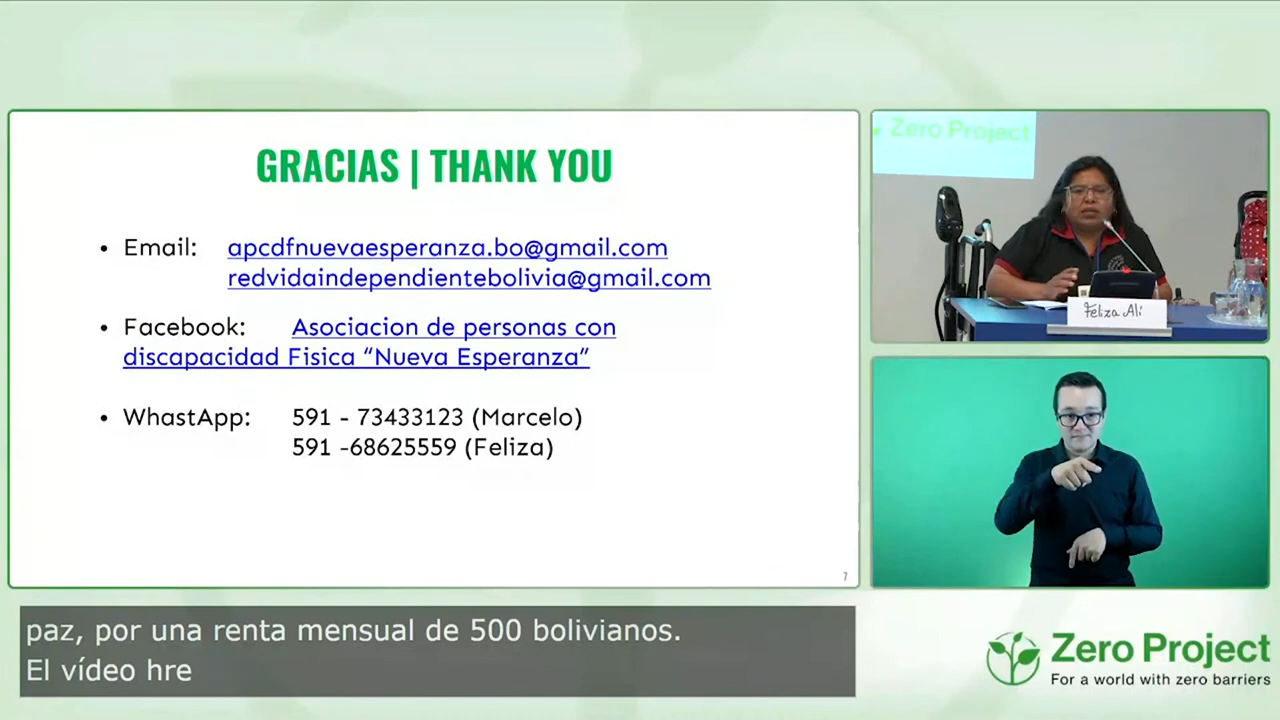 GRACIAS | THANK YOU
• Email: apcdfnuevaesperanza.bo@gmail.com
redvidaindependientebolivia@gmail.com
• Facebook: Asociacion de personas con
discapacidad Fisica “Nueva Esperanza”
• WhastApp: 591 - 73433123 (Marcelo)
591 -68625559 (Feliza)
7
Zero Project
Feliza Ali
paz, por una renta mensual de 500 bolivianos.
El vídeo hre
Zero Project
For a world with zero barriers